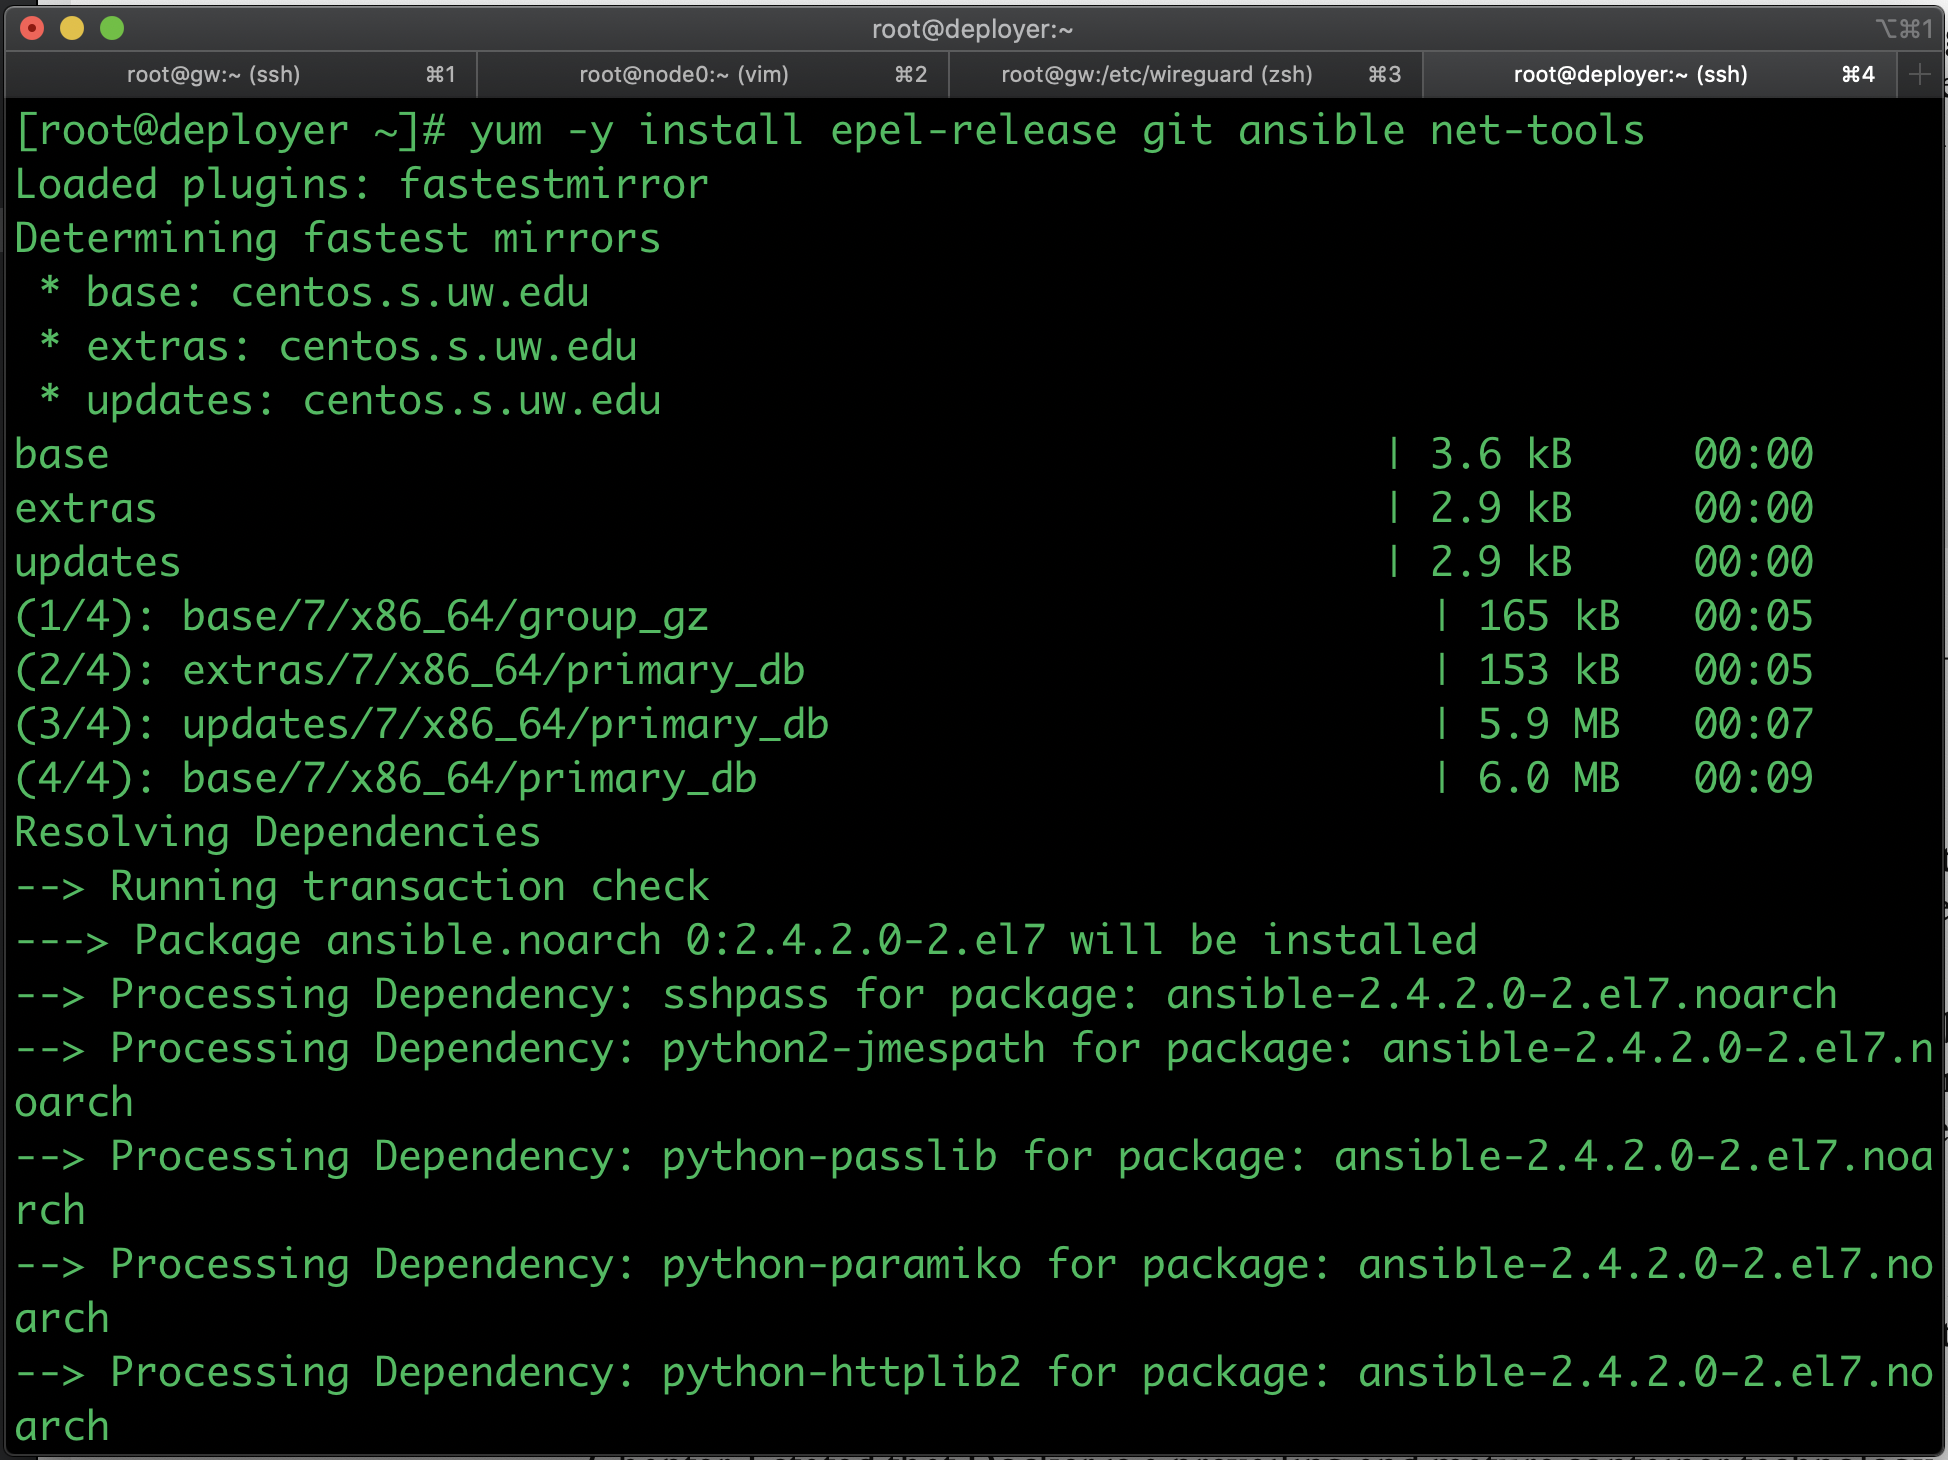 root@deployer:~ ⌥⌘1
root@gw:~ (ssh) ⌘1 root@node0:~ (vim) ⌘2 root@gw:/etc/wireguard (zsh) ⌘3 root@deployer:~ (ssh) ⌘4 +
[root@deployer ~]# yum -y install epel-release git ansible net-tools
Loaded plugins: fastestmirror
Determining fastest mirrors
 * base: centos.s.uw.edu
 * extras: centos.s.uw.edu
 * updates: centos.s.uw.edu
base | 3.6 kB 00:00
extras | 2.9 kB 00:00
updates | 2.9 kB 00:00
(1/4): base/7/x86_64/group_gz | 165 kB 00:05
(2/4): extras/7/x86_64/primary_db | 153 kB 00:05
(3/4): updates/7/x86_64/primary_db | 5.9 MB 00:07
(4/4): base/7/x86_64/primary_db | 6.0 MB 00:09
Resolving Dependencies
--> Running transaction check
---> Package ansible.noarch 0:2.4.2.0-2.el7 will be installed
--> Processing Dependency: sshpass for package: ansible-2.4.2.0-2.el7.noarch
--> Processing Dependency: python2-jmespath for package: ansible-2.4.2.0-2.el7.n
oarch
--> Processing Dependency: python-passlib for package: ansible-2.4.2.0-2.el7.noa
rch
--> Processing Dependency: python-paramiko for package: ansible-2.4.2.0-2.el7.no
arch
--> Processing Dependency: python-httplib2 for package: ansible-2.4.2.0-2.el7.no
arch